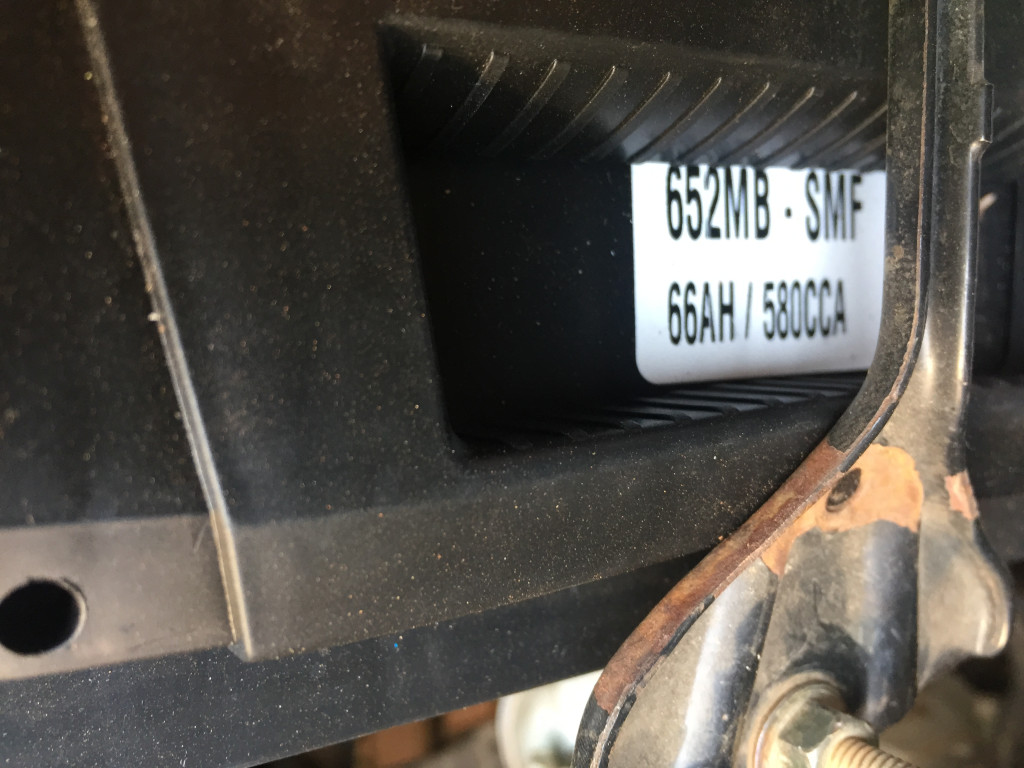 652MB - SMF
66AH / 580CCA